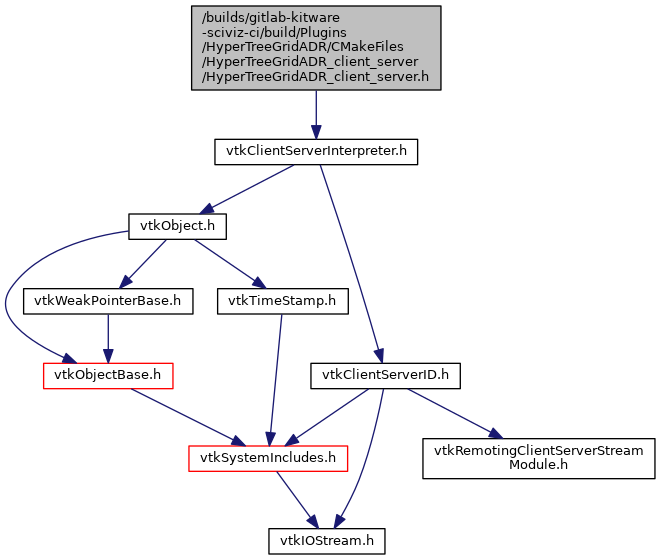 /builds/gitlab-kitware
-sciviz-ci/build/Plugins
/HyperTreeGridADR/CMakeFiles
/HyperTreeGridADR_client_server
/HyperTreeGridADR_client_server.h
vtkClientServerInterpreter.h
vtkObject.h
vtkWeakPointerBase.h
vtkTimeStamp.h
vtkObjectBase.h
vtkClientServerID.h
vtkSystemIncludes.h
vtkRemotingClientServerStream
Module.h
vtkIOStream.h